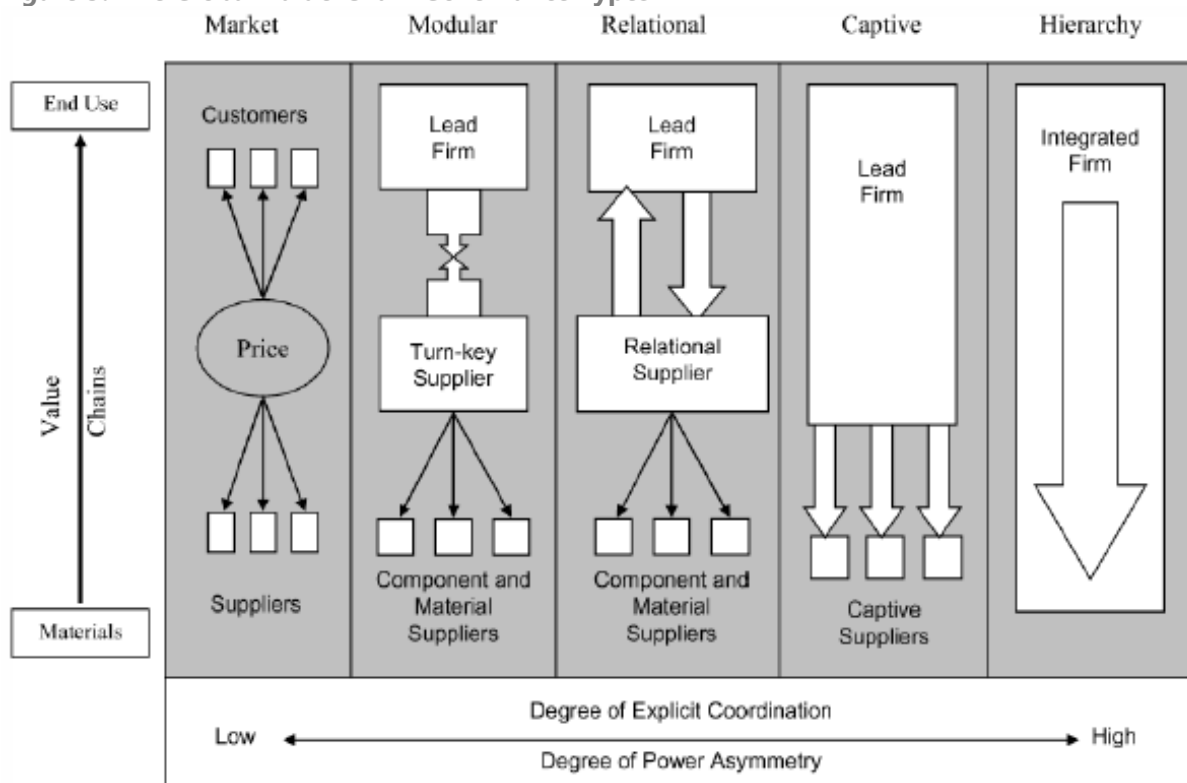 Market Modular Relational Captive Hierarchy
End Use
Value
Chains
Materials
Customers
Price
Suppliers
Lead
Firm
Turn-key
Supplier
Component and
Material
Suppliers
Lead
Firm
Relational
Supplier
Component and
Material
Suppliers
Lead
Firm
Captive
Suppliers
Integrated
Firm
Degree of Explicit Coordination
Low High
Degree of Power Asymmetry